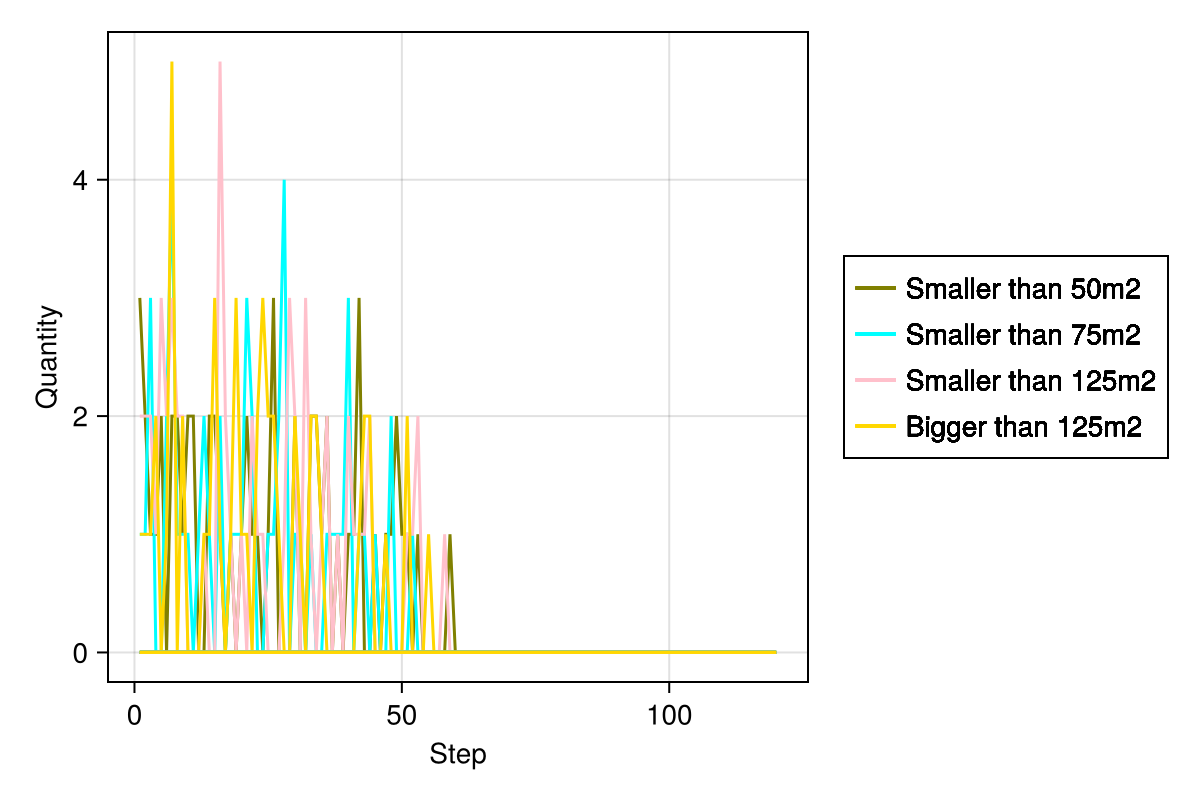 4
2
0
Quantity
0
50
100
Step
Smaller than 50m2
Smaller than 75m2
Smaller than 125m2
Bigger than 125m2